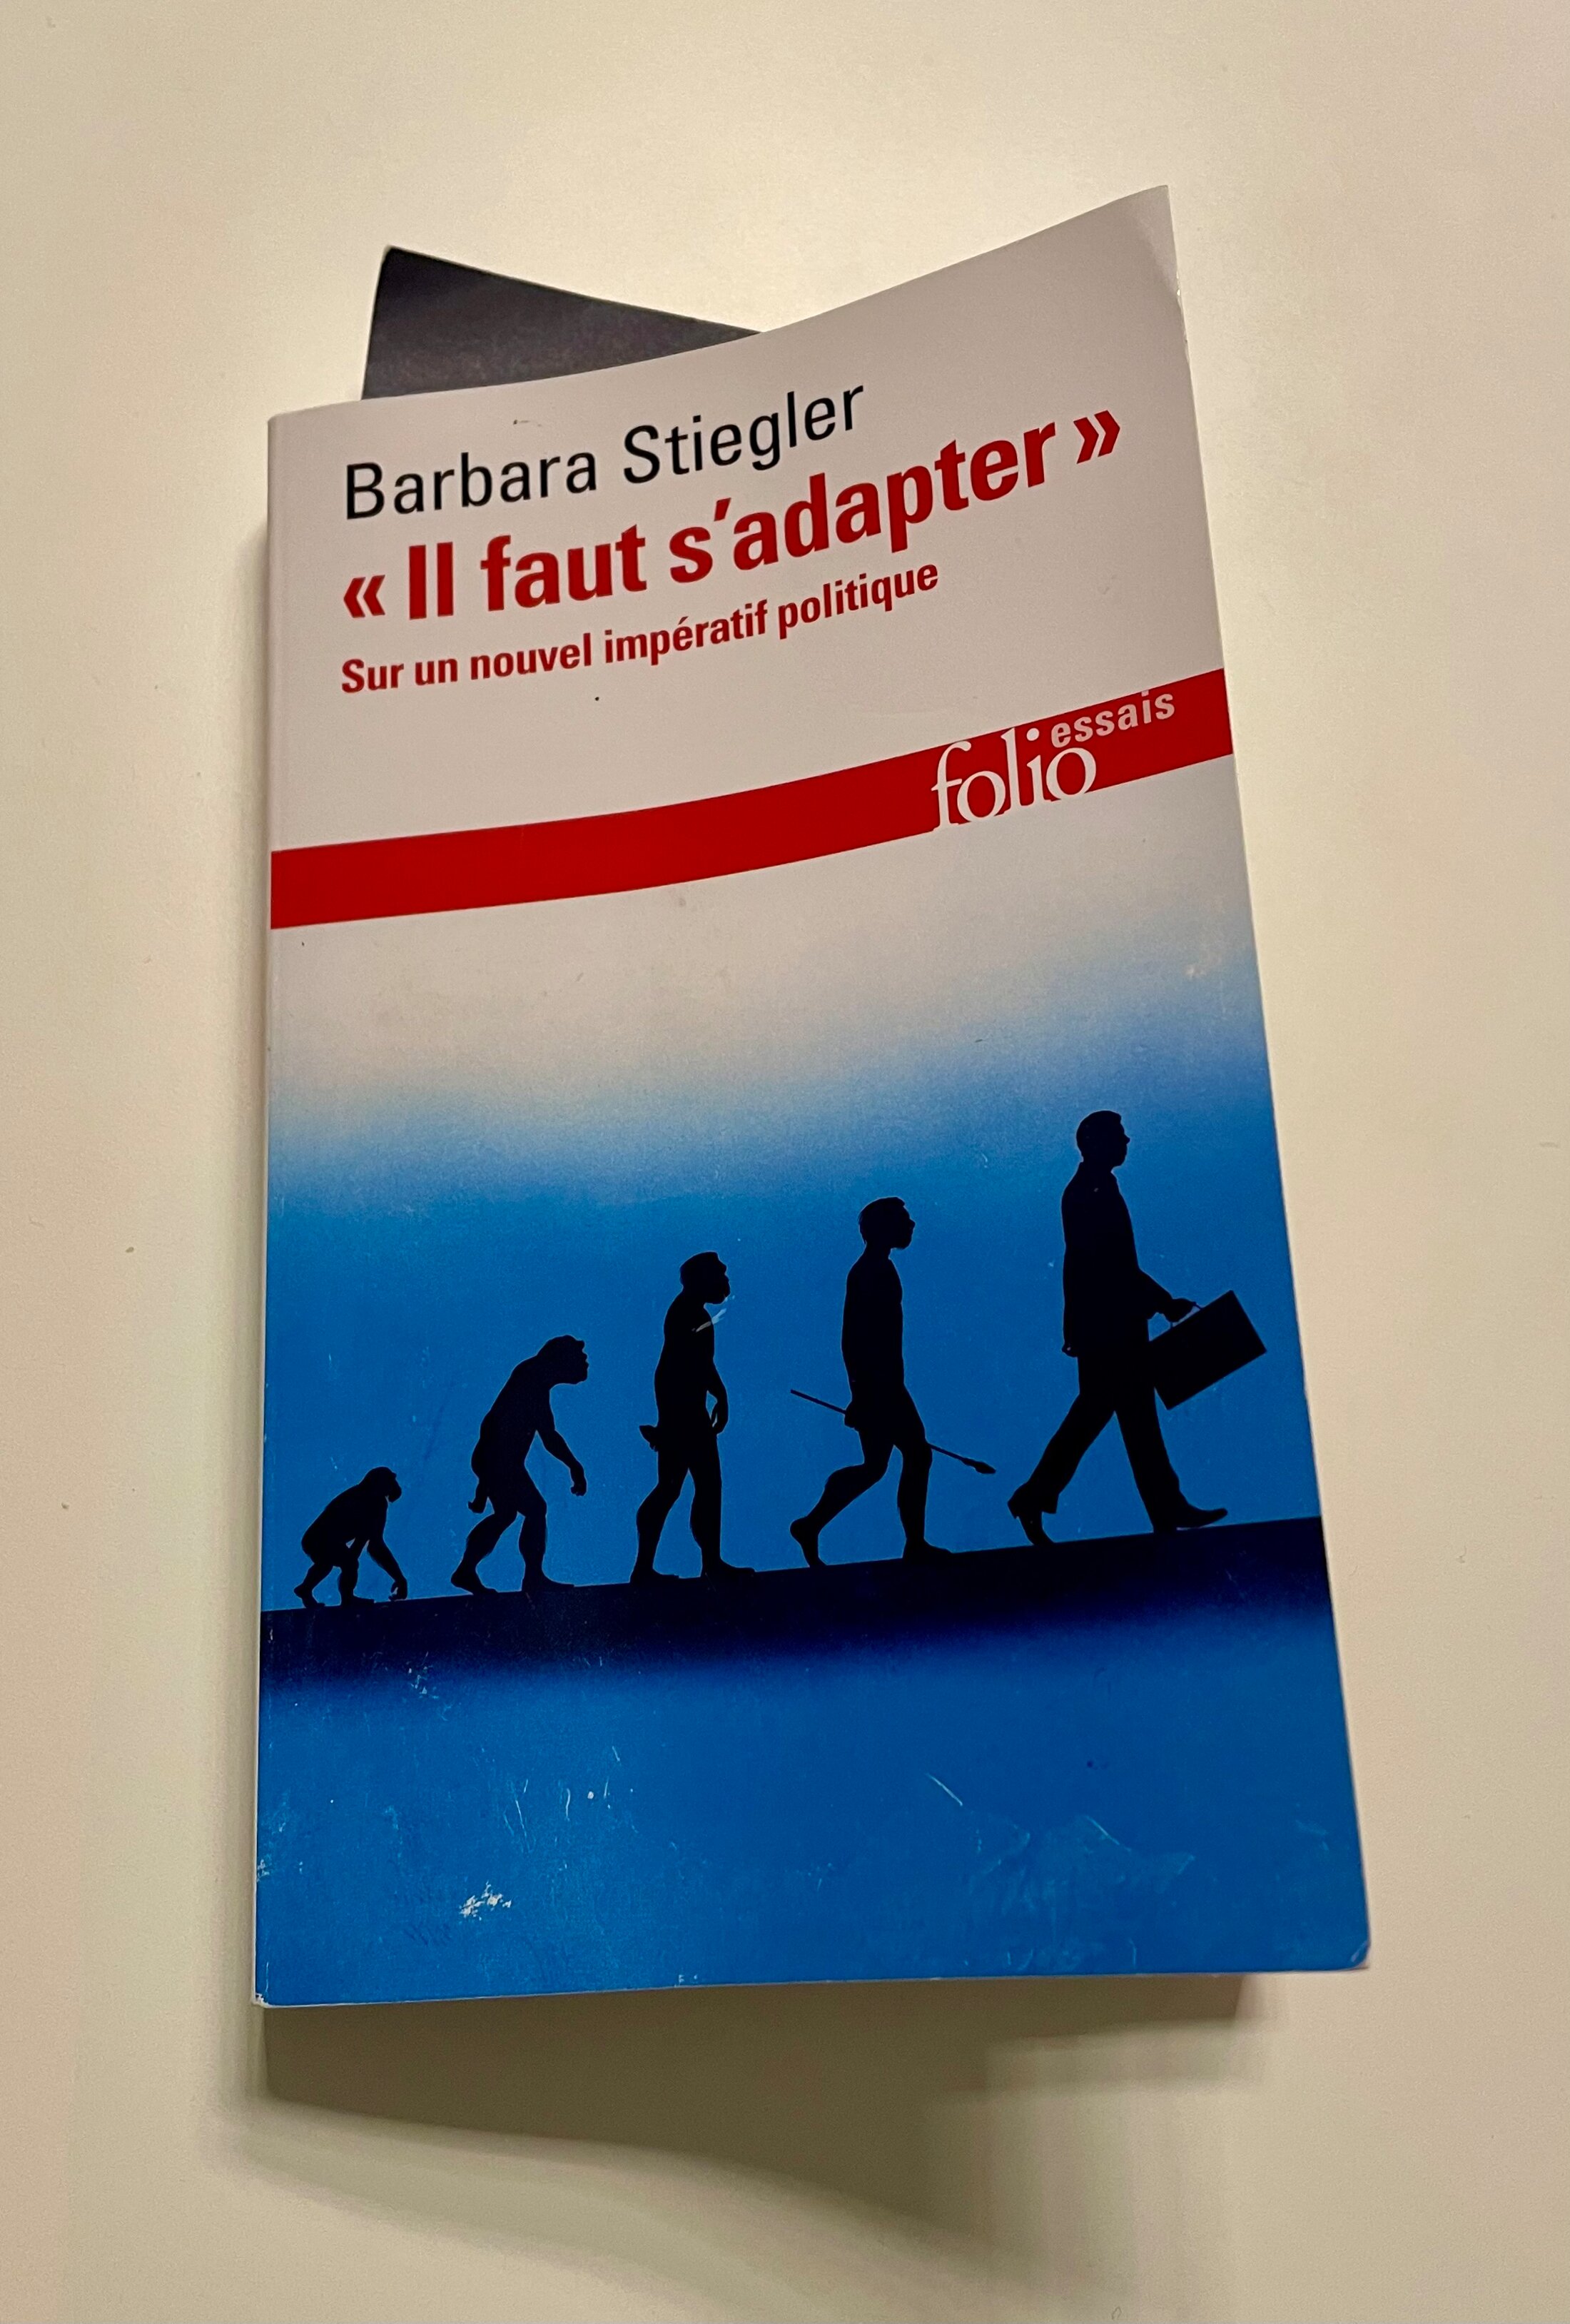 Barbara Stiegler
« Il faut s’adapter »
Sur un nouvel impératif politique
folio essais